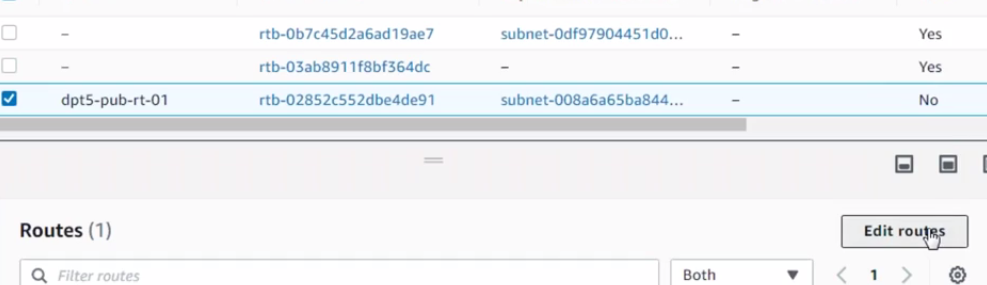 – rtb-0b7c45d2a6ad19ae7 subnet-0df97904451d0... – Yes
– rtb-03ab8911f8bf364dc – – Yes
dpt5-pub-rt-01 rtb-02852c552dbe4de91 subnet-008a6a65ba844... – No
Routes (1) Edit routes
Filter routes Both 1